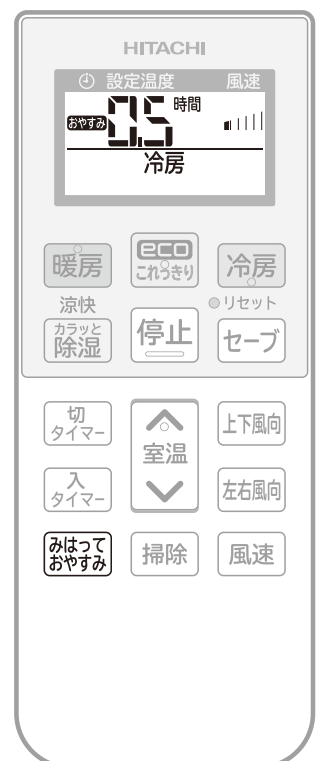 HITACHI
設定温度 風速
おやすみ 0.5 時間
冷房
暖房 eco これっきり 冷房
涼快 リセット
カラッと 除湿 停止 セーブ
切タイマー 室温 上下風向
入タイマー 左右風向
みはっておやすみ 掃除 風速